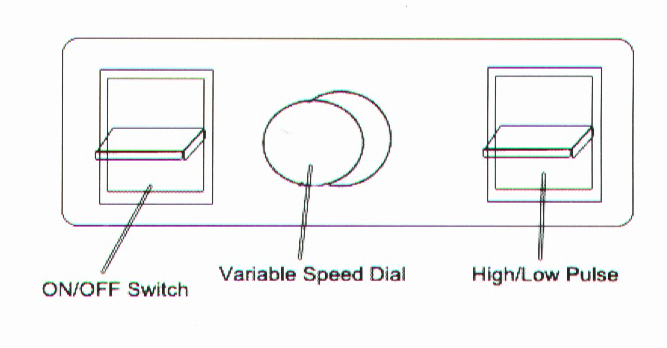 Variable Speed Dial
High/Low Pulse
ON/OFF Switch